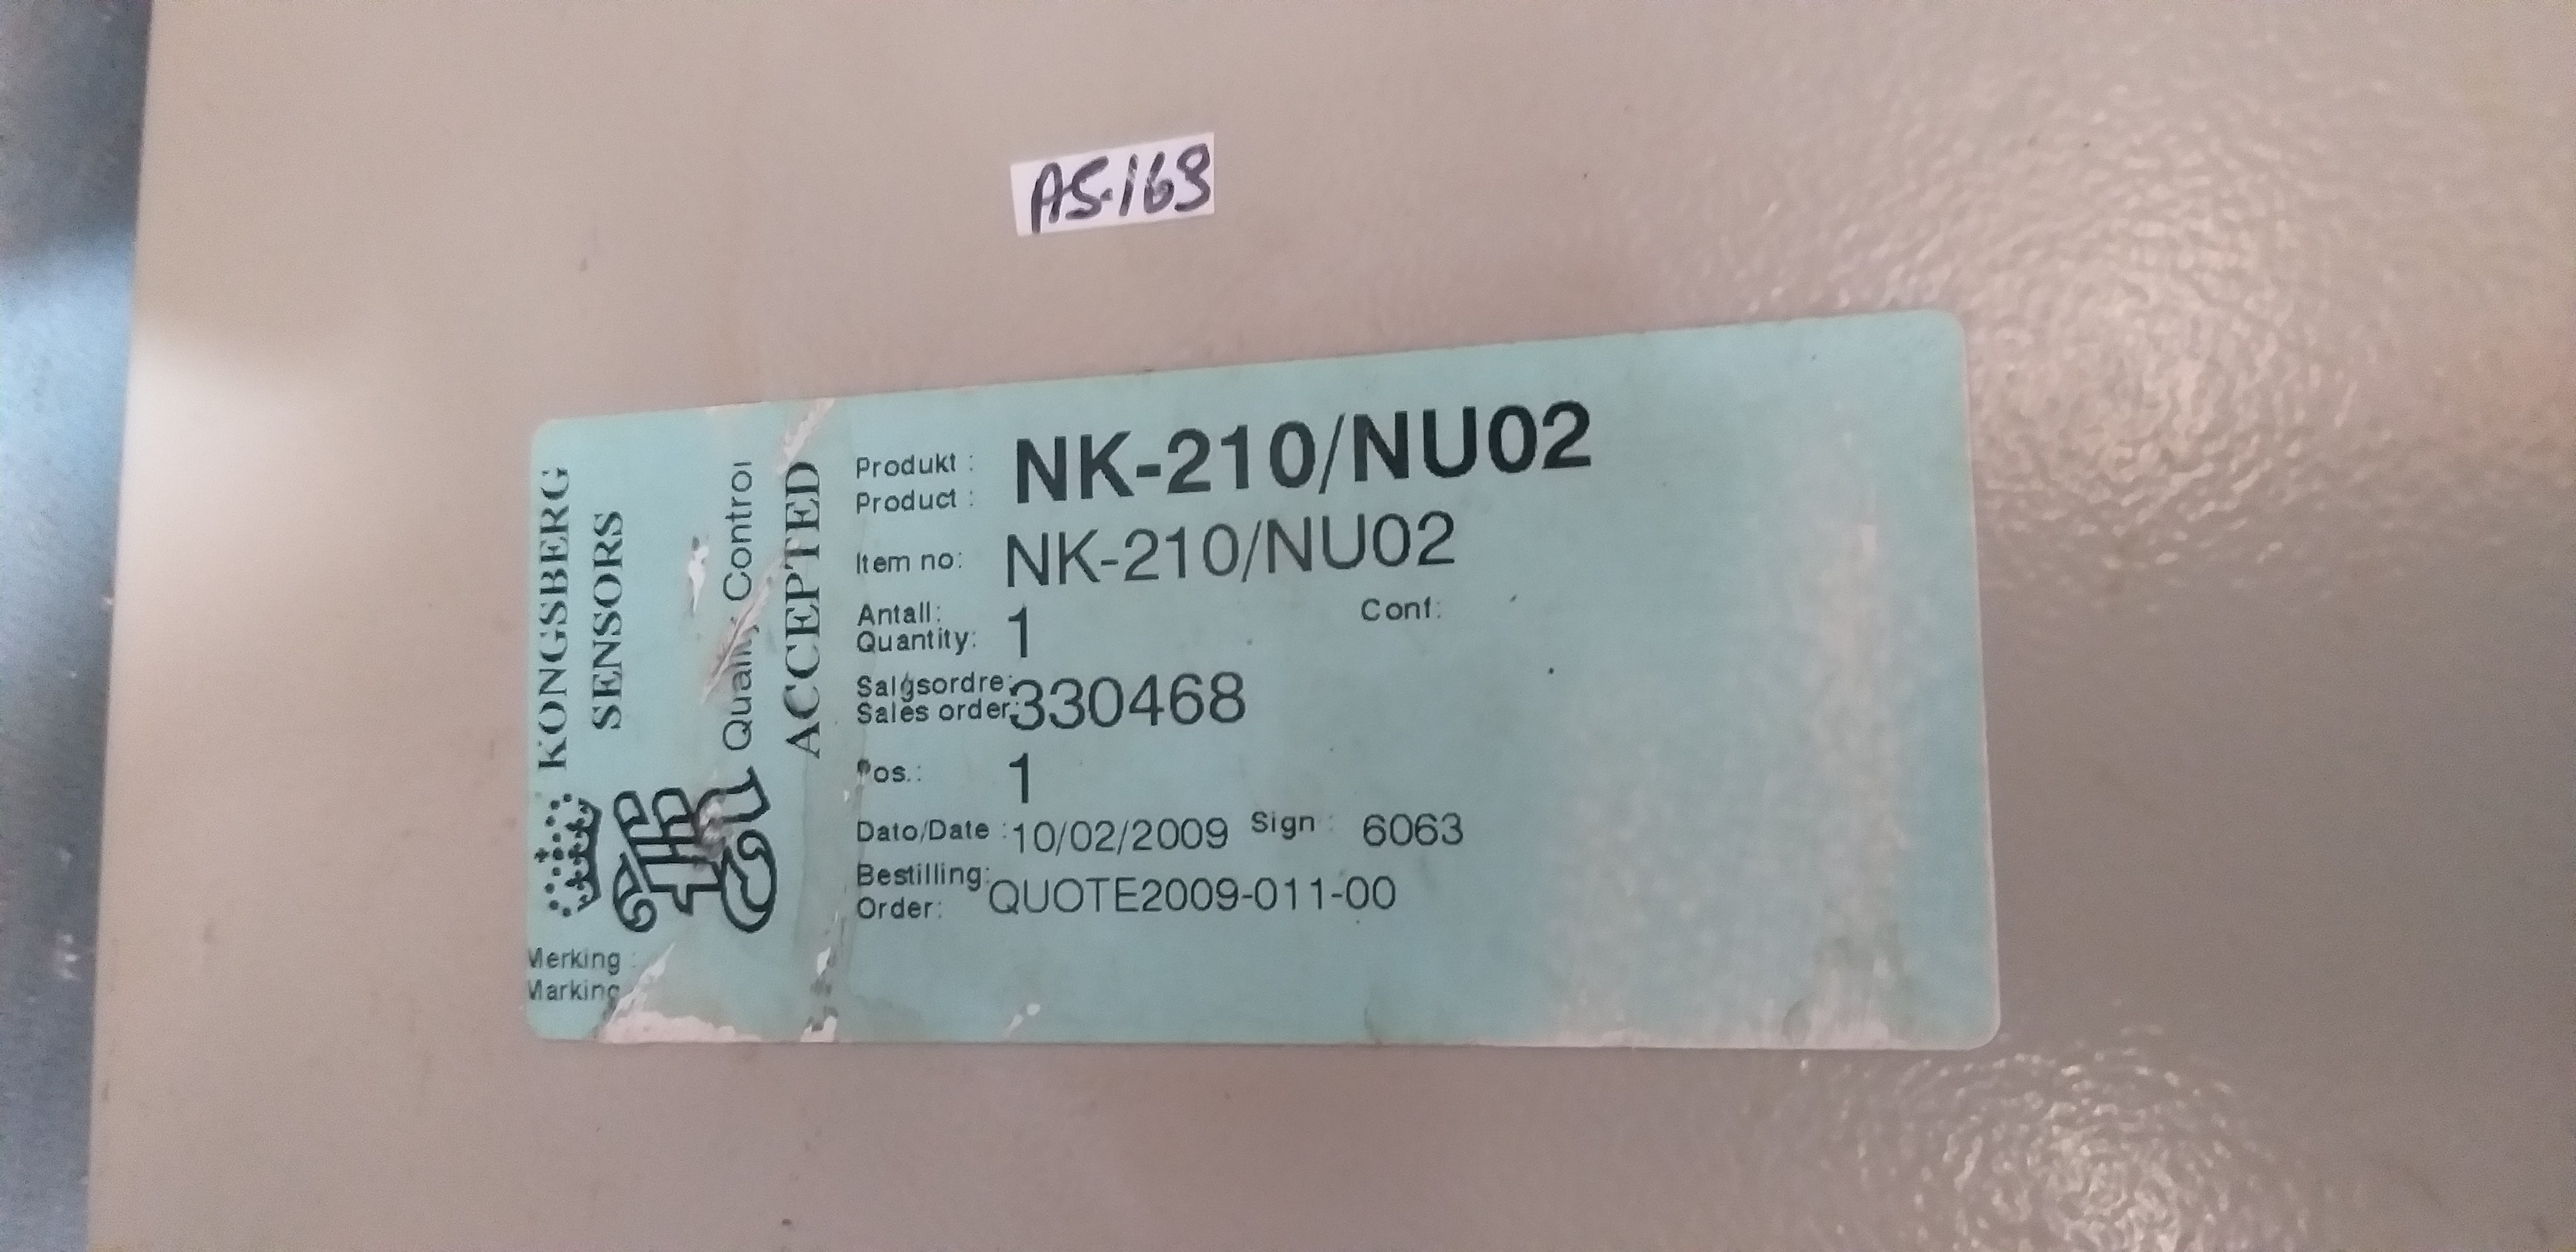 AS-169
KONGSBERG
SENSORS
Quality Control
ACCEPTED
Produkt :
Product :
NK-210/NU02
Item no: NK-210/NU02
Antall:
Quantity: 1
Conf:
Salgsordre:
Sales order: 330468
Pos.: 1
Dato/Date : 10/02/2009 Sign : 6063
Bestilling:
Order: QUOTE2009-011-00
Merking :
Marking